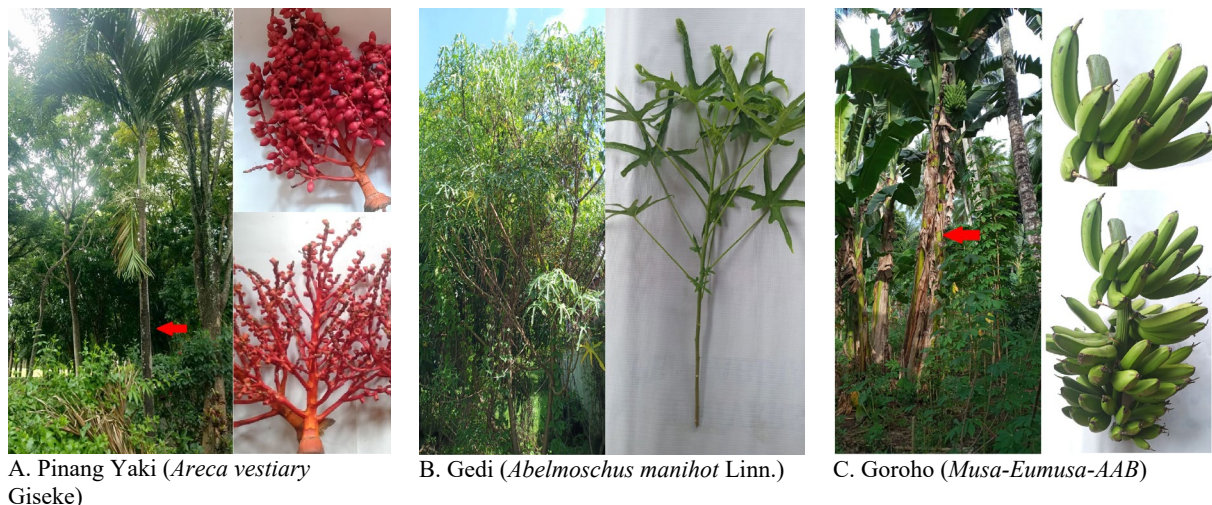 A. Pinang Yaki (Areca vestiary
Giseke)
B. Gedi (Abelmoschus manihot Linn.)
C. Goroho (Musa-Eumusa-AAB)